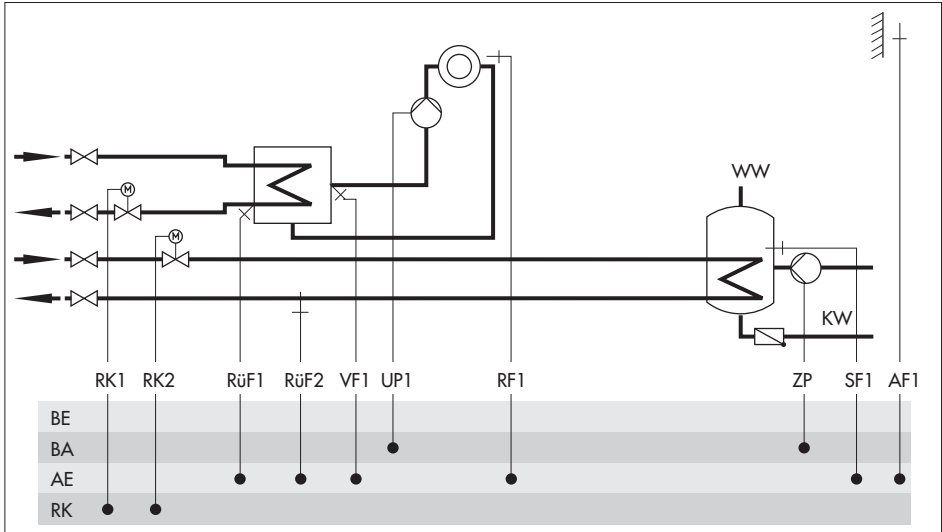 WW
M
M
KW
RK1 RK2 RüF1 RüF2 VF1 UP1 RF1 ZP SF1 AF1
BE
BA
AE
RK